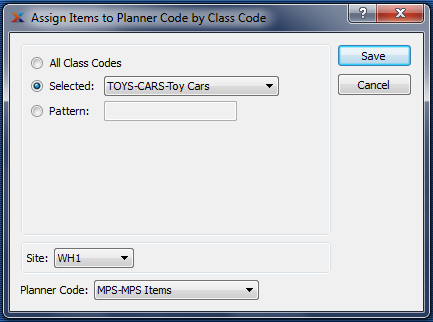 Assign Items to Planner Code by Class Code
All Class Codes
Selected: TOYS-CARS-Toy Cars
Pattern:
Save
Cancel
Site: WH1
Planner Code: MPS-MPS Items